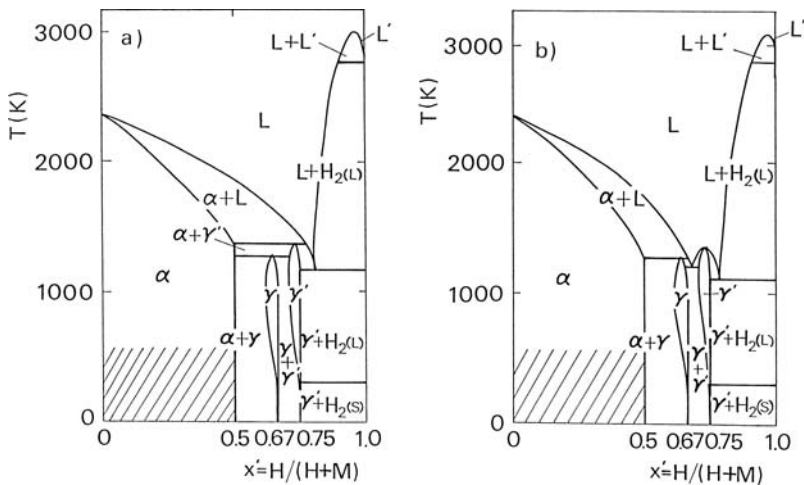 a)
T(K)
3000
2000
1000
0
L+L′
L′
L
L+H2(L)
α+L
α+γ′
α
γ
γ′
α+γ
γ
+
γ′
γ′+H2(L)
γ′+H2(S)
0
0.5
0.67
0.75
1.0
x′=H/(H+M)
b)
T(K)
3000
2000
1000
0
L+L′
L′
L
L+H2(L)
α+L
α
γ
γ′
α+γ
γ
+
γ′
γ′+H2(L)
γ′+H2(S)
0
0.5
0.67
0.75
1.0
x′=H/(H+M)